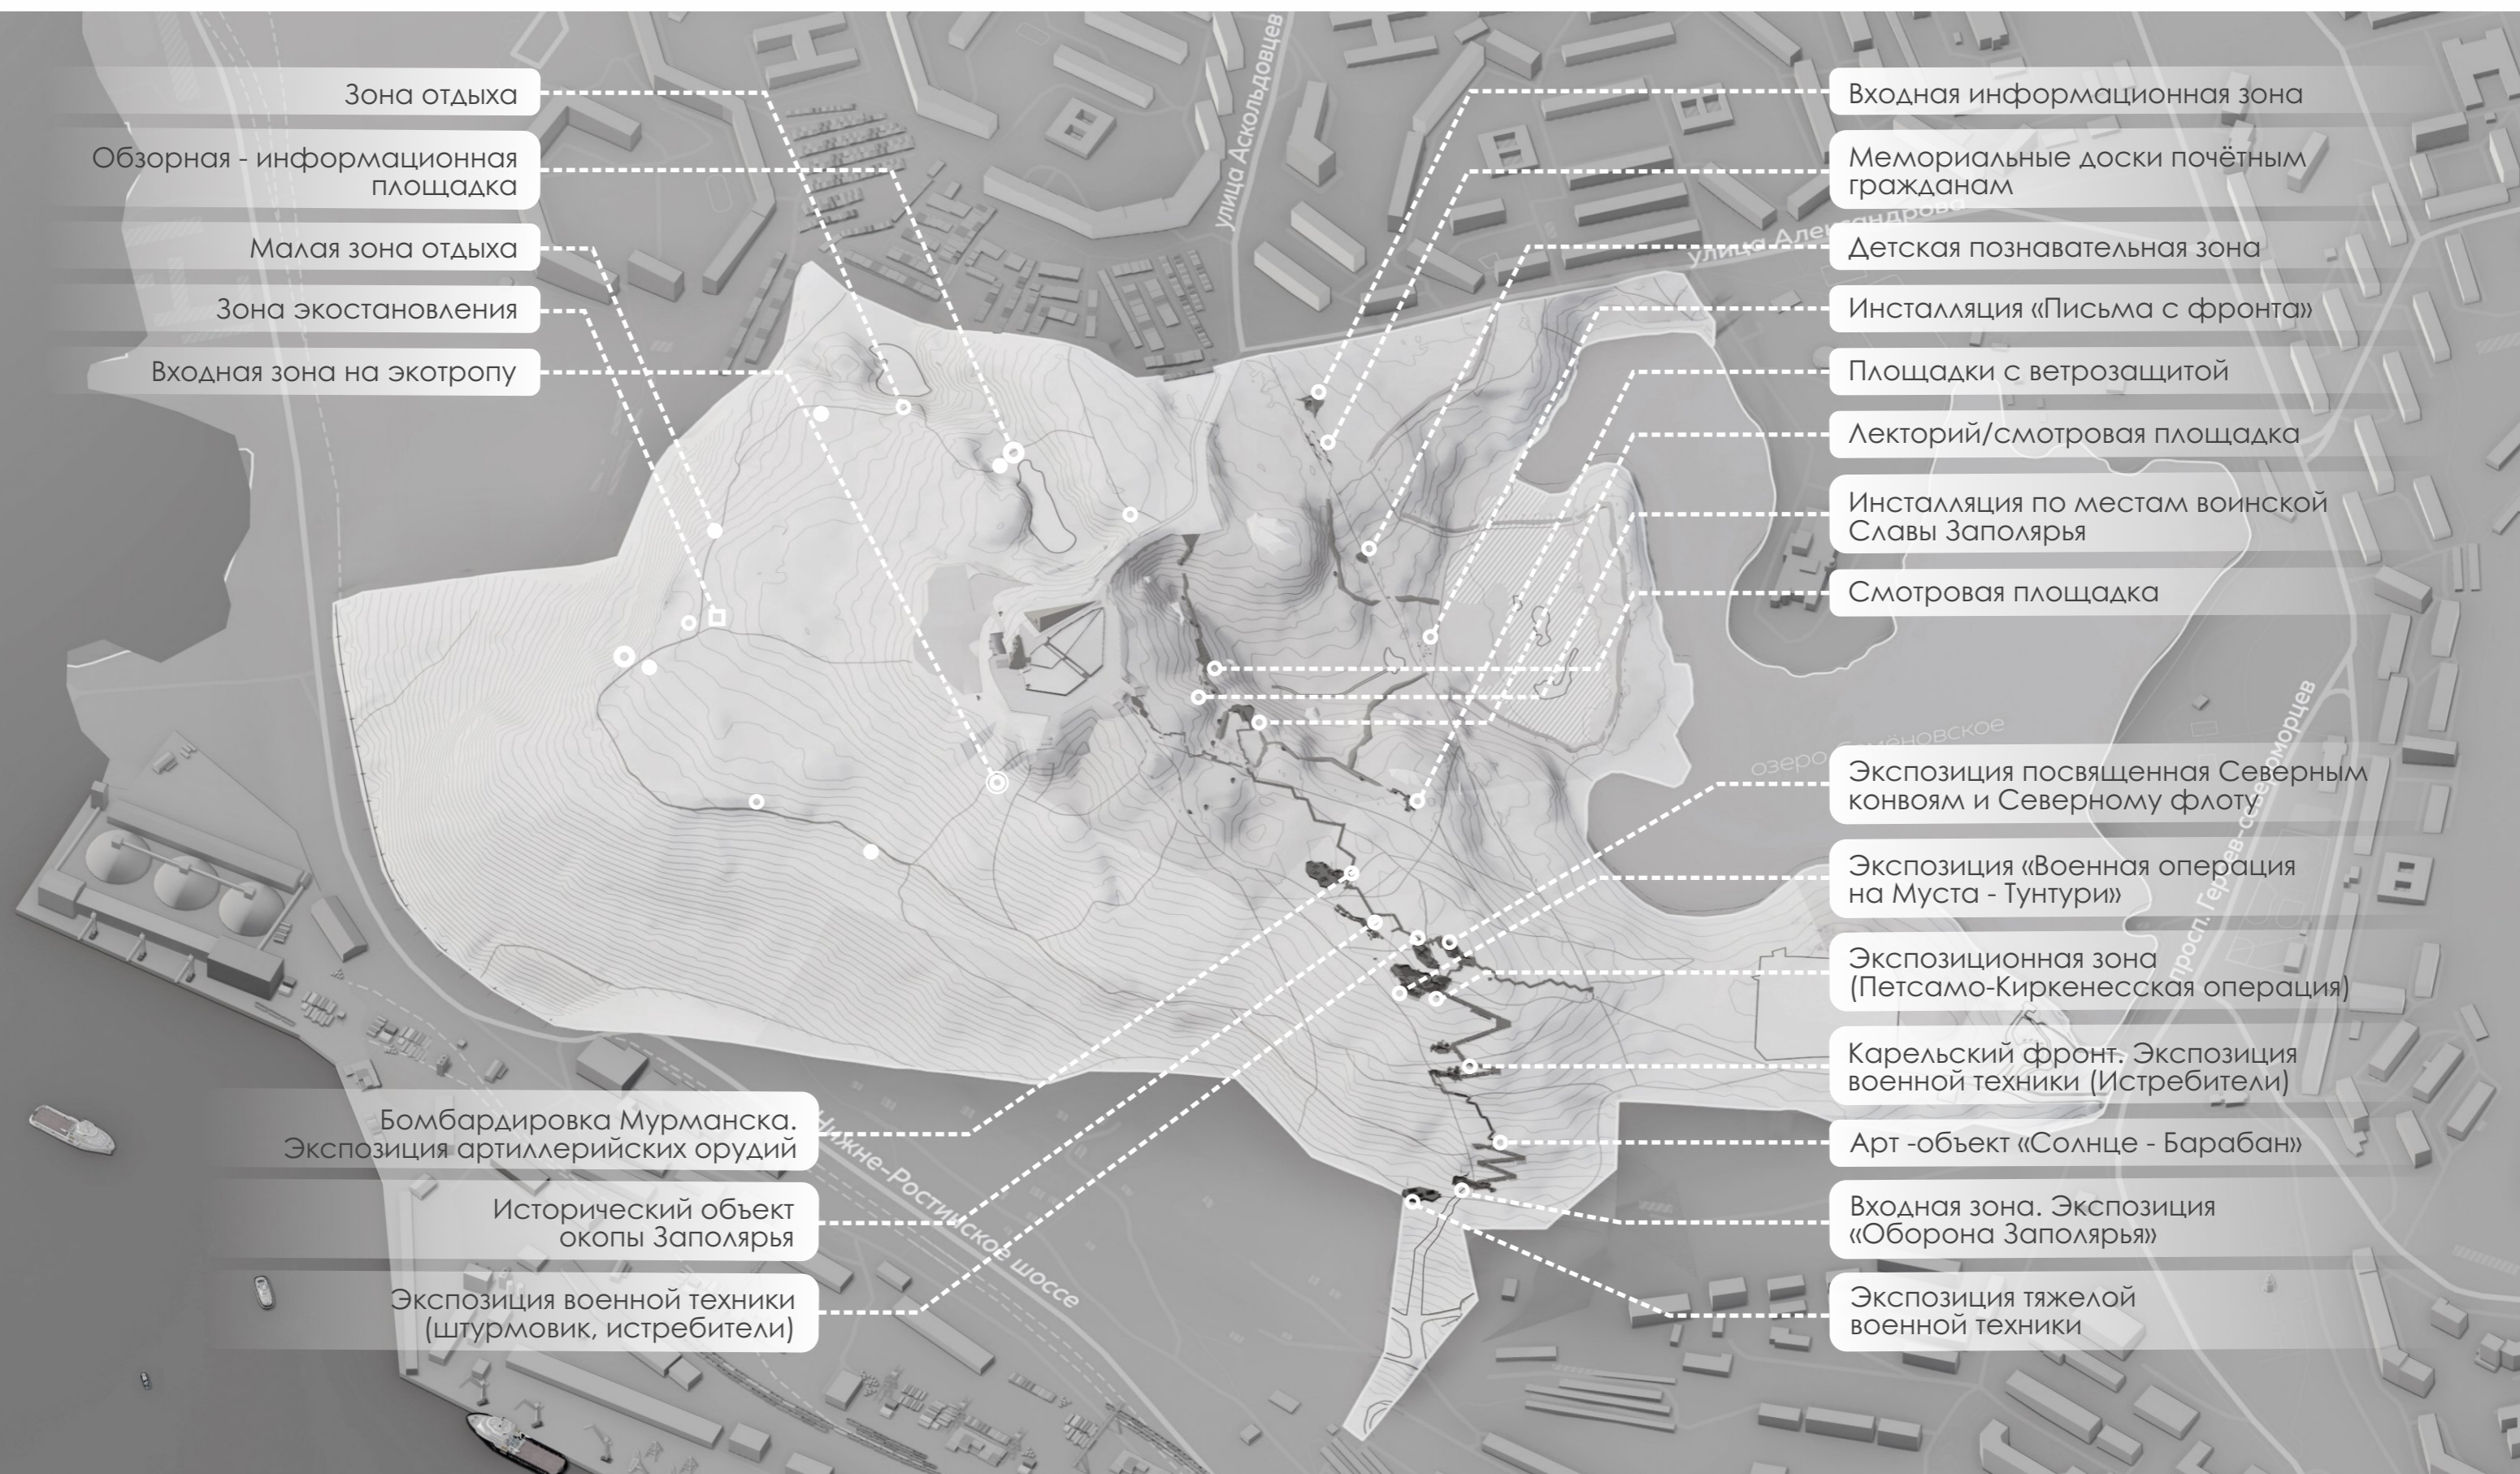 Зона отдыха
Обзорная - информационная
площадка
Малая зона отдыха
Зона экостановления
Входная зона на экотропу
улица Аскольдовцев
Входная информационная зона
Мемориальные доски почётным
гражданам
улица Александрова
Детская познавательная зона
Инсталляция «Письма с фронта»
Площадки с ветрозащитой
Лекторий/смотровая площадка
Инсталляция по местам воинской
Славы Заполярья
Смотровая площадка
озеро Семёновское
просп. Героев-североморцев
Экспозиция посвященная Северным
конвоям и Северному флоту
Экспозиция «Военная операция
на Муста - Тунтури»
Экспозиционная зона
(Петсамо-Киркенесская операция)
Карельский фронт. Экспозиция
военной техники (Истребители)
Арт -объект «Солнце - Барабан»
Входная зона. Экспозиция
«Оборона Заполярья»
Экспозиция тяжелой
военной техники
Бомбардировка Мурманска.
Экспозиция артиллерийских орудий
Исторический объект
окопы Заполярья
Экспозиция военной техники
(штурмовик, истребители)
Нижне-Ростинское шоссе